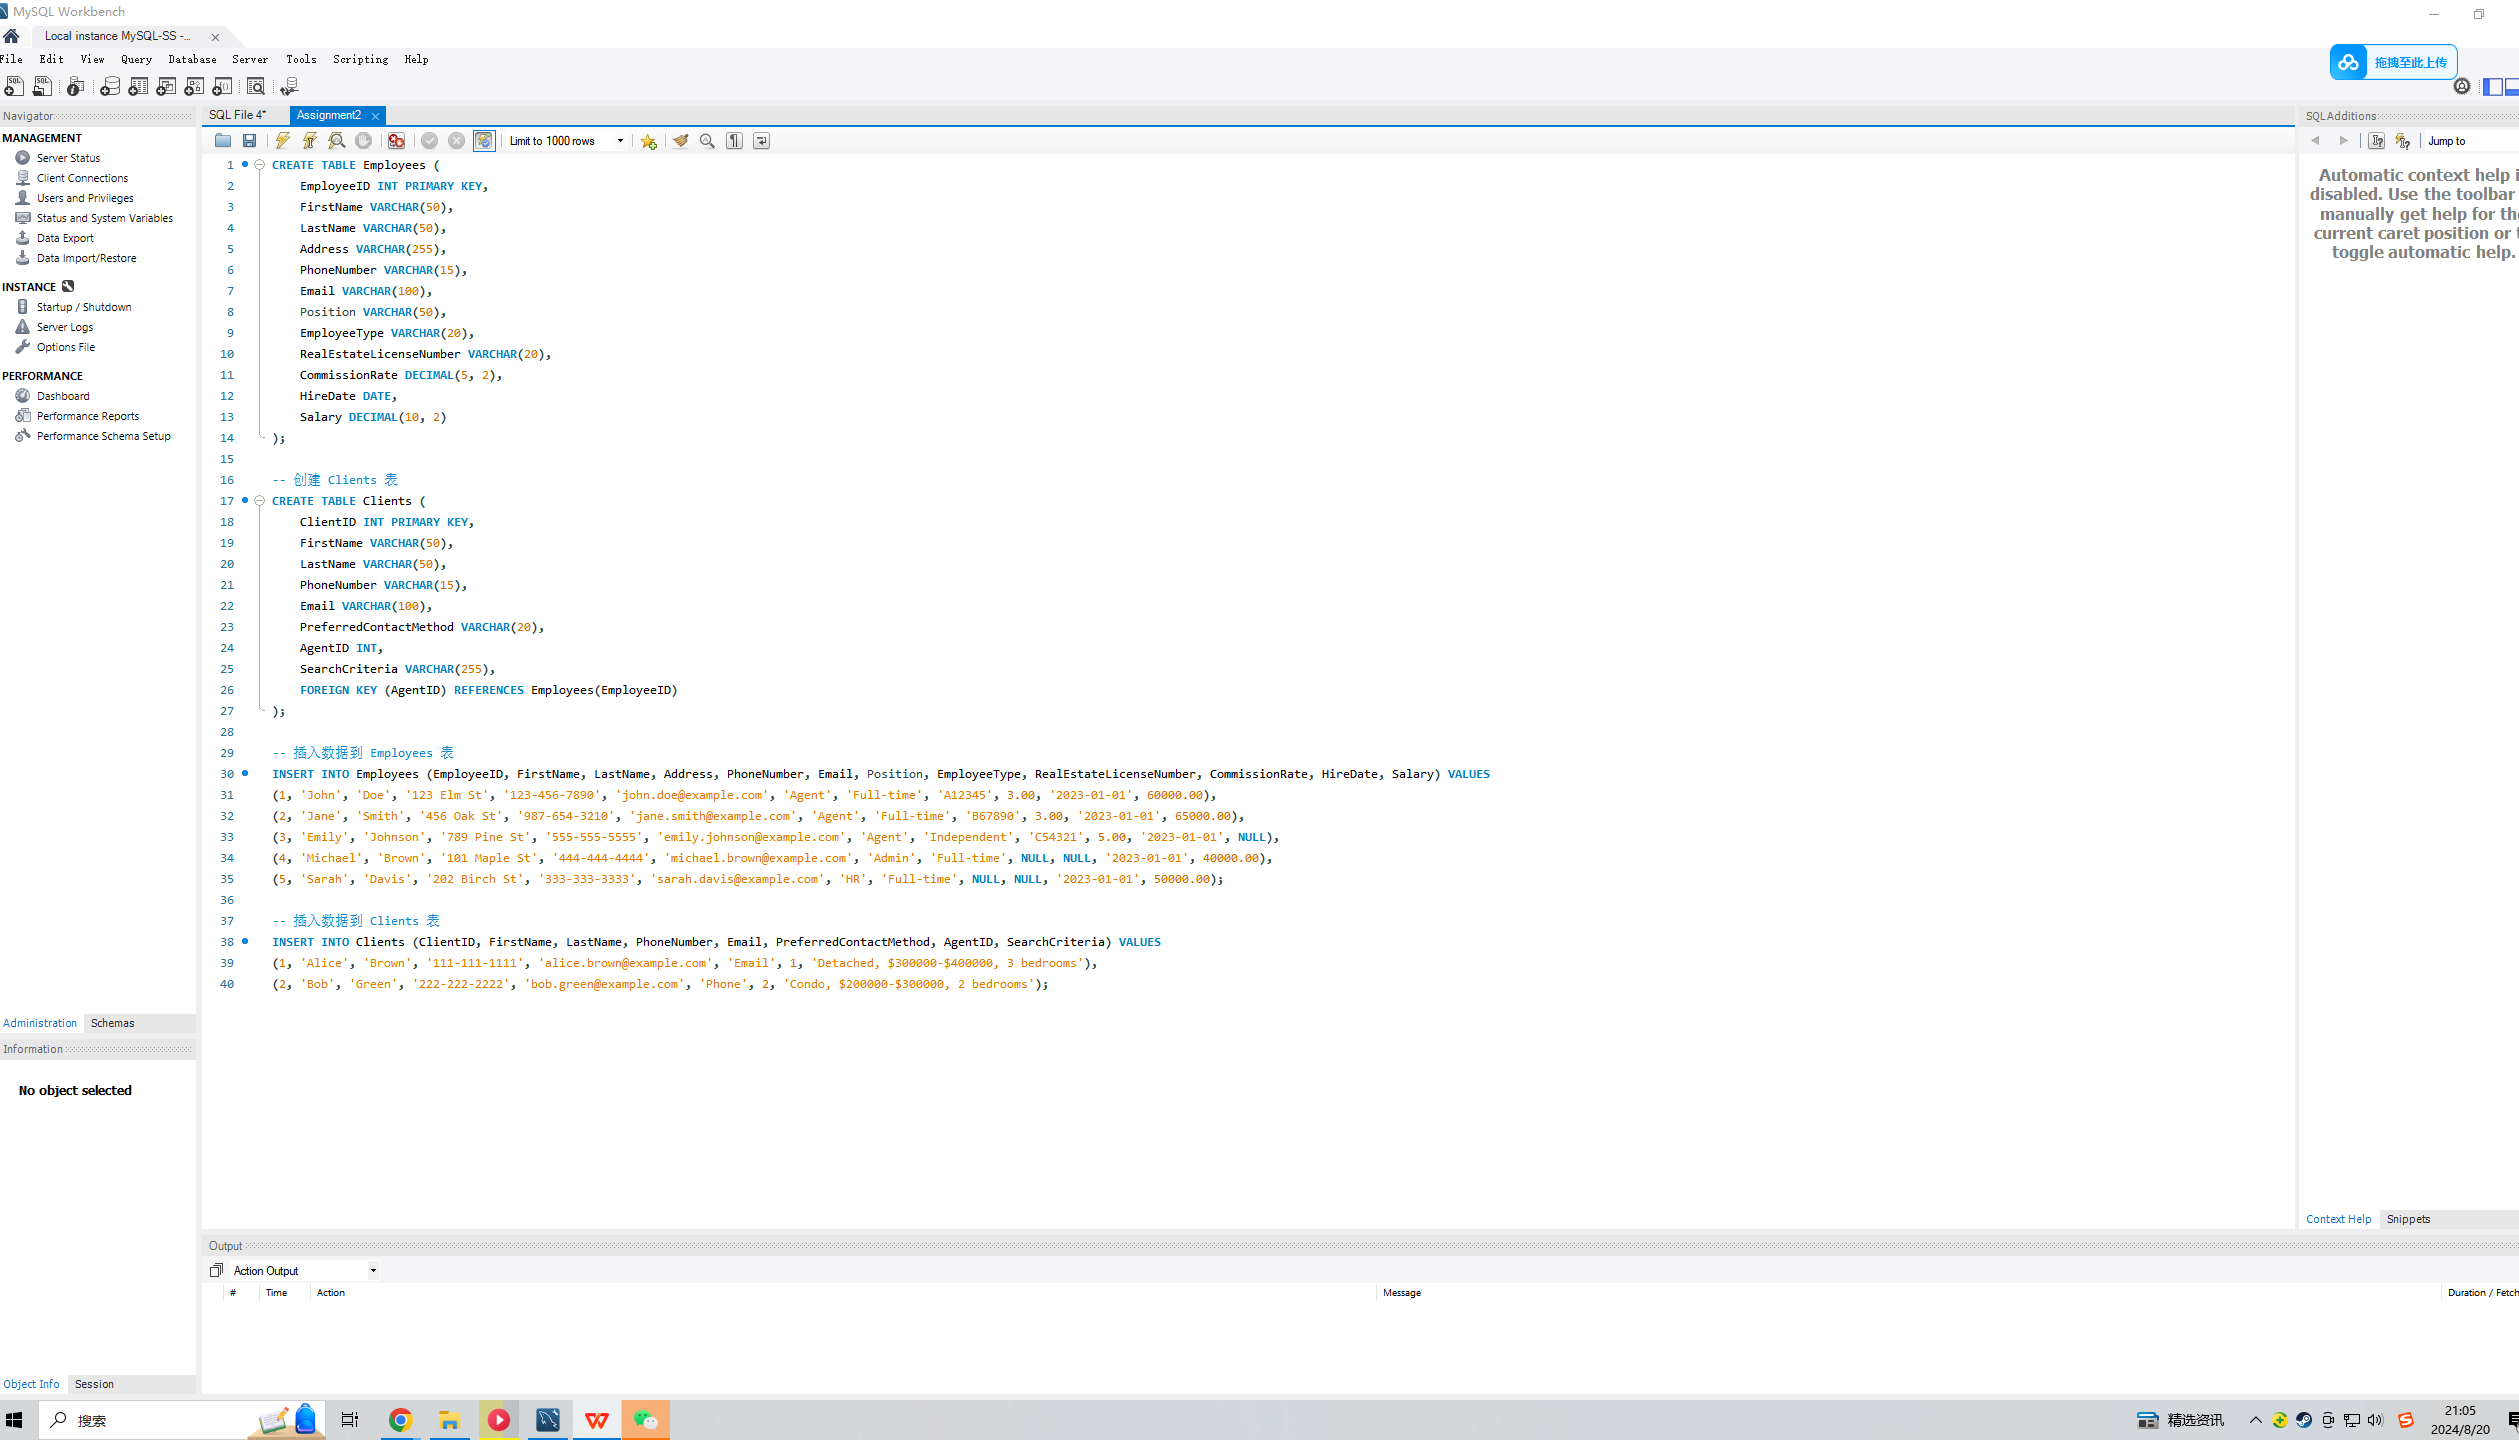 MySQL Workbench
Local instance MySQL-SS -...
File Edit View Query Database Server Tools Scripting Help
拖拽至此上传
Navigator
MANAGEMENT
Server Status
Client Connections
Users and Privileges
Status and System Variables
Data Export
Data Import/Restore
INSTANCE
Startup / Shutdown
Server Logs
Options File
PERFORMANCE
Dashboard
Performance Reports
Performance Schema Setup
Administration Schemas
Information
No object selected
Object Info Session
SQL File 4* Assignment2
Limit to 1000 rows
1 CREATE TABLE Employees (
2 EmployeeID INT PRIMARY KEY,
3 FirstName VARCHAR(50),
4 LastName VARCHAR(50),
5 Address VARCHAR(255),
6 PhoneNumber VARCHAR(15),
7 Email VARCHAR(100),
8 Position VARCHAR(50),
9 EmployeeType VARCHAR(20),
10 RealEstateLicenseNumber VARCHAR(20),
11 CommissionRate DECIMAL(5, 2),
12 HireDate DATE,
13 Salary DECIMAL(10, 2)
14 );
15
16 -- 创建 Clients 表
17 CREATE TABLE Clients (
18 ClientID INT PRIMARY KEY,
19 FirstName VARCHAR(50),
20 LastName VARCHAR(50),
21 PhoneNumber VARCHAR(15),
22 Email VARCHAR(100),
23 PreferredContactMethod VARCHAR(20),
24 AgentID INT,
25 SearchCriteria VARCHAR(255),
26 FOREIGN KEY (AgentID) REFERENCES Employees(EmployeeID)
27 );
28
29 -- 插入数据到 Employees 表
30 INSERT INTO Employees (EmployeeID, FirstName, LastName, Address, PhoneNumber, Email, Position, EmployeeType, RealEstateLicenseNumber, CommissionRate, HireDate, Salary) VALUES
31 (1, 'John', 'Doe', '123 Elm St', '123-456-7890', 'john.doe@example.com', 'Agent', 'Full-time', 'A12345', 3.00, '2023-01-01', 60000.00),
32 (2, 'Jane', 'Smith', '456 Oak St', '987-654-3210', 'jane.smith@example.com', 'Agent', 'Full-time', 'B67890', 3.00, '2023-01-01', 65000.00),
33 (3, 'Emily', 'Johnson', '789 Pine St', '555-555-5555', 'emily.johnson@example.com', 'Agent', 'Independent', 'C54321', 5.00, '2023-01-01', NULL),
34 (4, 'Michael', 'Brown', '101 Maple St', '444-444-4444', 'michael.brown@example.com', 'Admin', 'Full-time', NULL, NULL, '2023-01-01', 40000.00),
35 (5, 'Sarah', 'Davis', '202 Birch St', '333-333-3333', 'sarah.davis@example.com', 'HR', 'Full-time', NULL, NULL, '2023-01-01', 50000.00);
36
37 -- 插入数据到 Clients 表
38 INSERT INTO Clients (ClientID, FirstName, LastName, PhoneNumber, Email, PreferredContactMethod, AgentID, SearchCriteria) VALUES
39 (1, 'Alice', 'Brown', '111-111-1111', 'alice.brown@example.com', 'Email', 1, 'Detached, $300000-$400000, 3 bedrooms'),
40 (2, 'Bob', 'Green', '222-222-2222', 'bob.green@example.com', 'Phone', 2, 'Condo, $200000-$300000, 2 bedrooms');
SQLAdditions
Jump to
Automatic context help i
disabled. Use the toolbar
manually get help for the
current caret position or t
toggle automatic help.
Context Help Snippets
Output
Action Output
# Time Action Message Duration / Fetch
搜索
精选资讯
21:05
2024/8/20